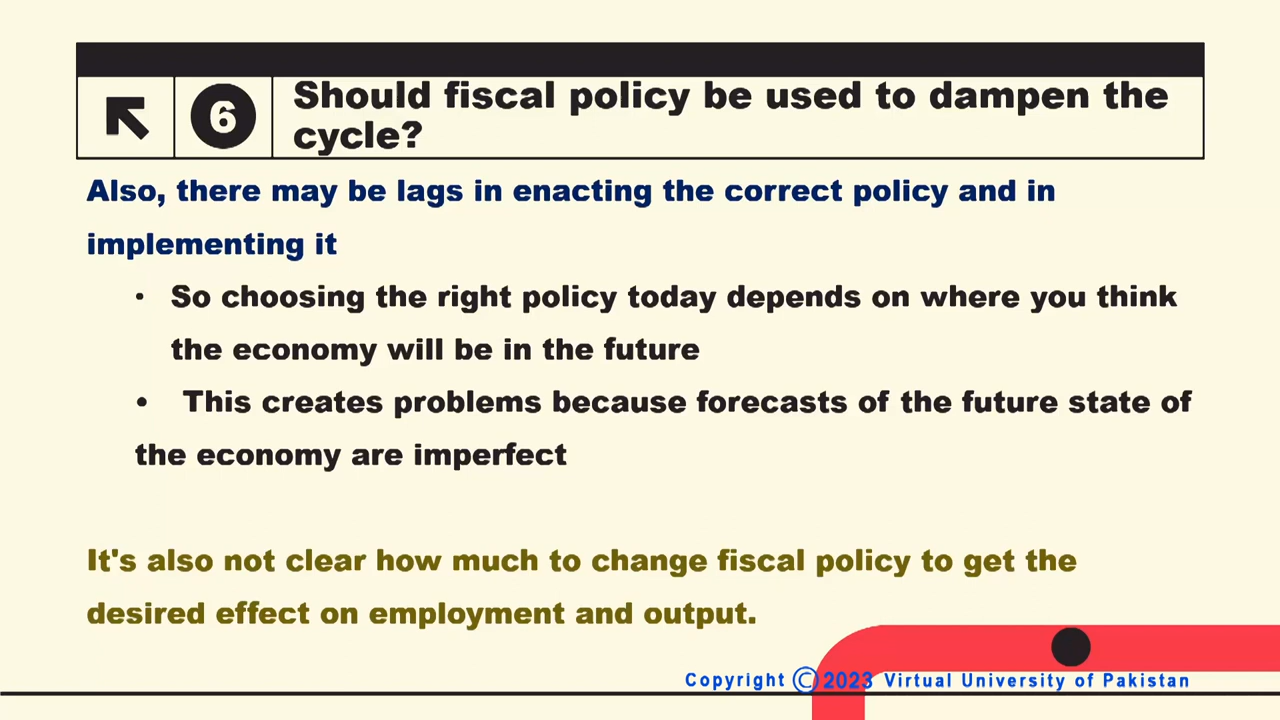 6
Should fiscal policy be used to dampen the
cycle?
Also, there may be lags in enacting the correct policy and in
implementing it
• So choosing the right policy today depends on where you think
the economy will be in the future
• This creates problems because forecasts of the future state of
the economy are imperfect
It's also not clear how much to change fiscal policy to get the
desired effect on employment and output.
Copyright © 2023 Virtual University of Pakistan